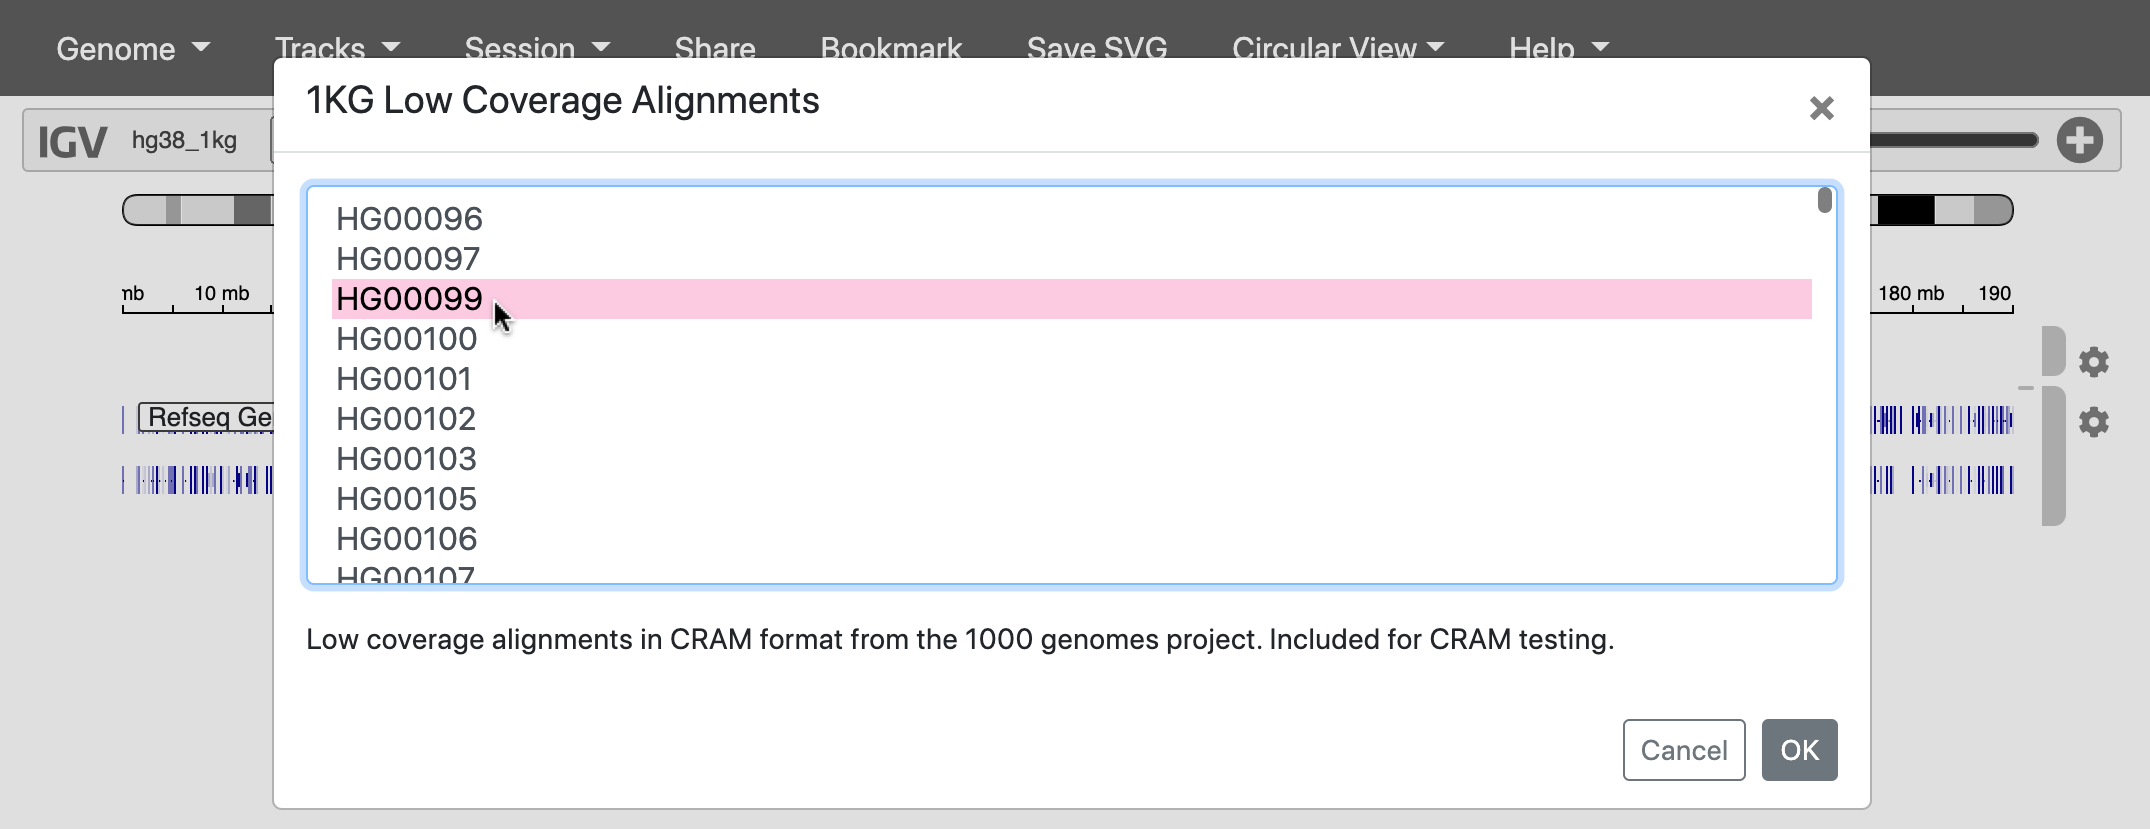 Genome Tracks Session Share Bookmark Save SVG Circular View Help
1KG Low Coverage Alignments
IGV hg38_1kg
HG00096
HG00097
mb 10 mb 180 mb 190
HG00099
HG00100
HG00101
Refseq Ge
HG00102
HG00103
HG00105
HG00106
HG00107
Low coverage alignments in CRAM format from the 1000 genomes project. Included for CRAM testing.
Cancel OK